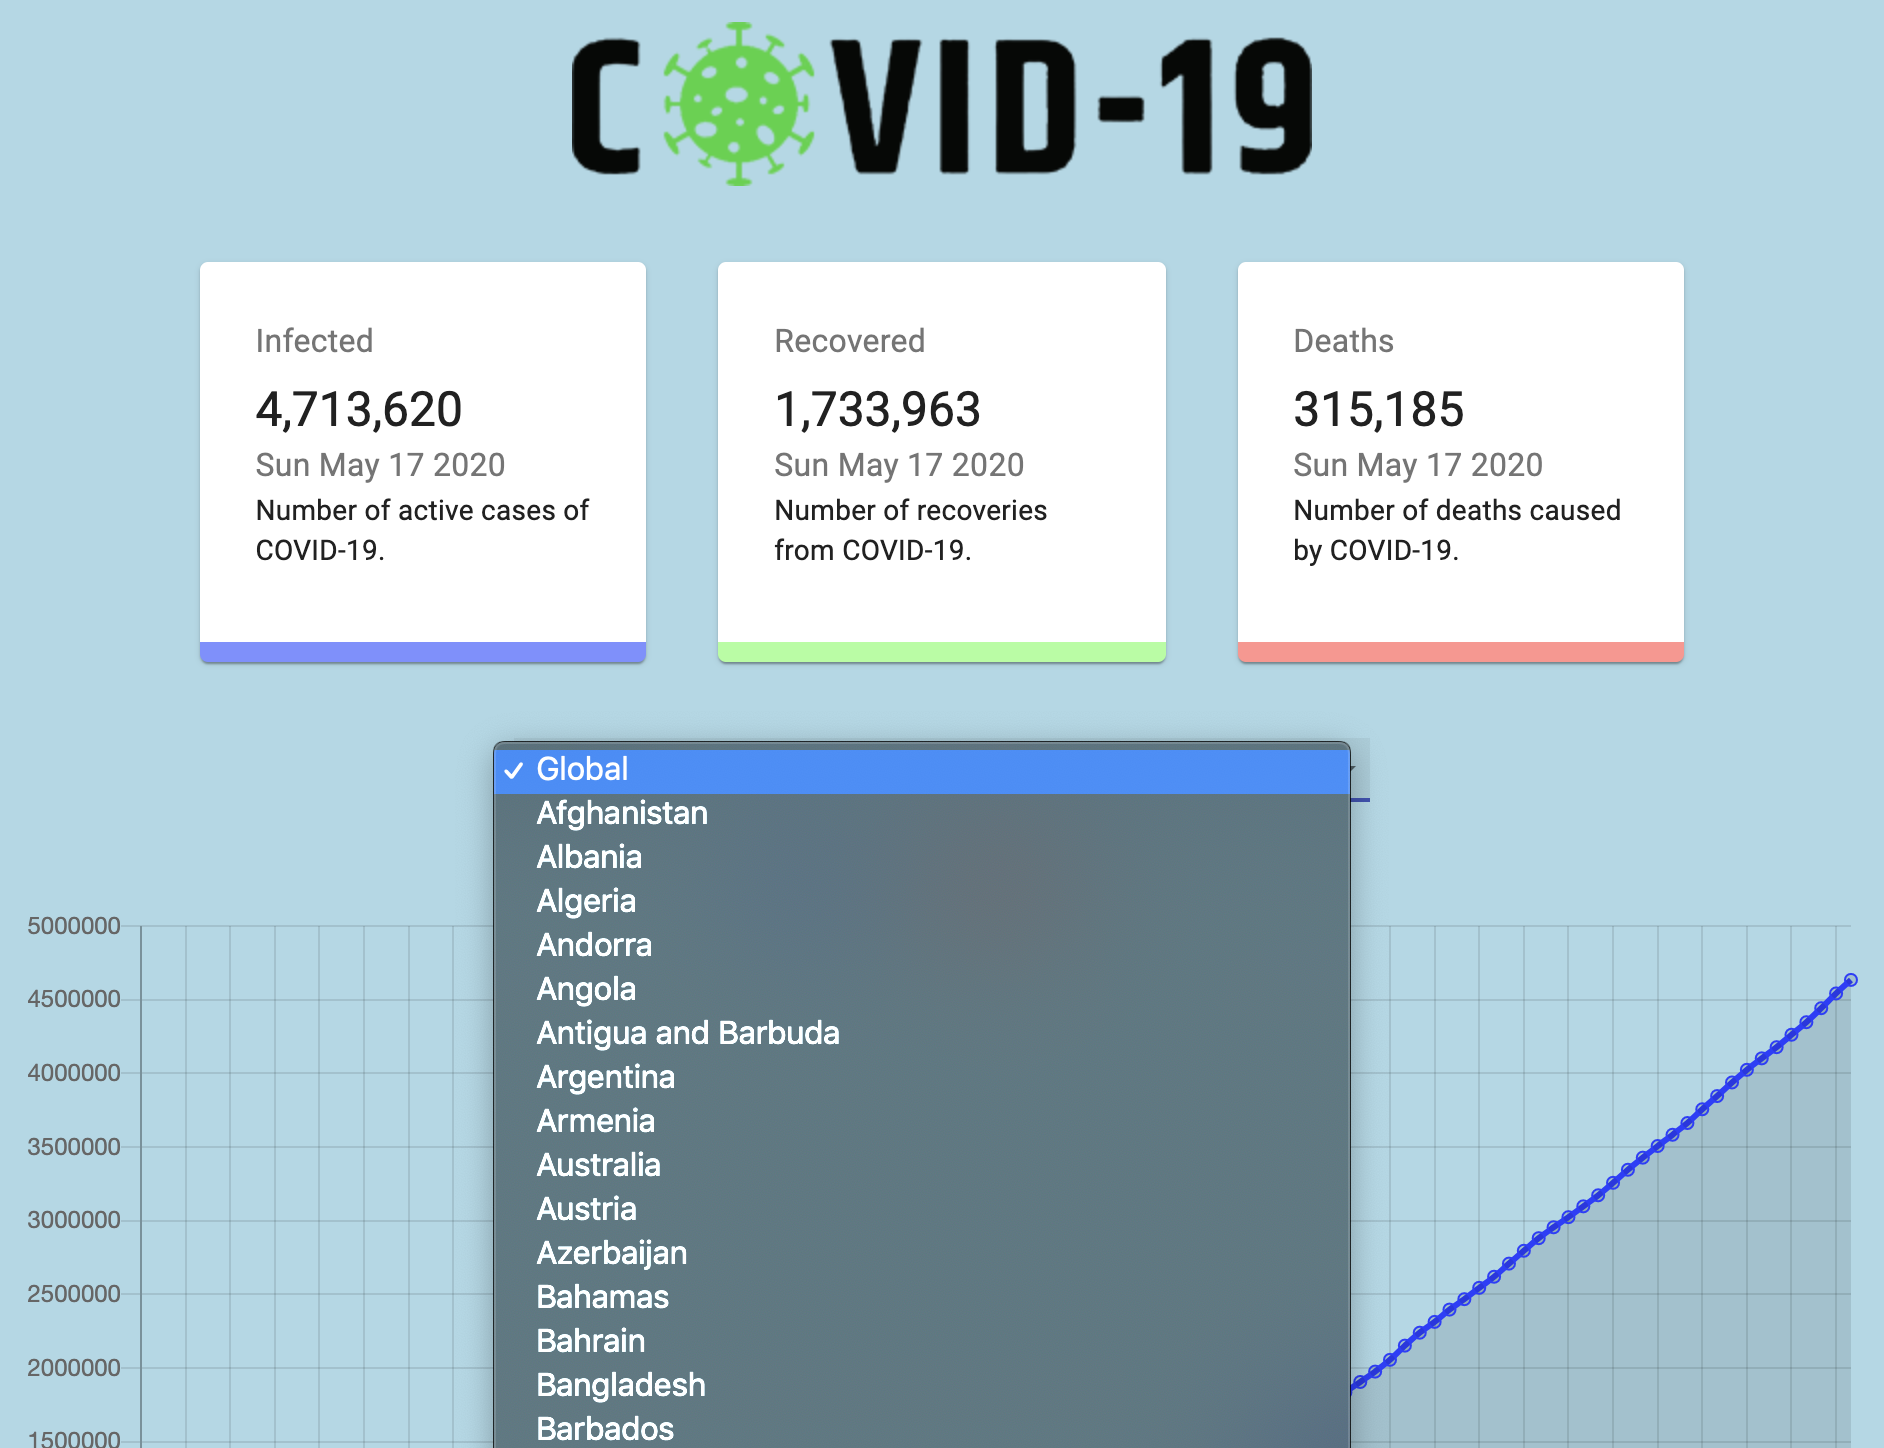 COVID-19
Infected
4,713,620
Sun May 17 2020
Number of active cases of
COVID-19.
Recovered
1,733,963
Sun May 17 2020
Number of recoveries
from COVID-19.
Deaths
315,185
Sun May 17 2020
Number of deaths caused
by COVID-19.
Global
Afghanistan
Albania
Algeria
Andorra
Angola
Antigua and Barbuda
Argentina
Armenia
Australia
Austria
Azerbaijan
Bahamas
Bahrain
Bangladesh
Barbados
5000000
4500000
4000000
3500000
3000000
2500000
2000000
1500000